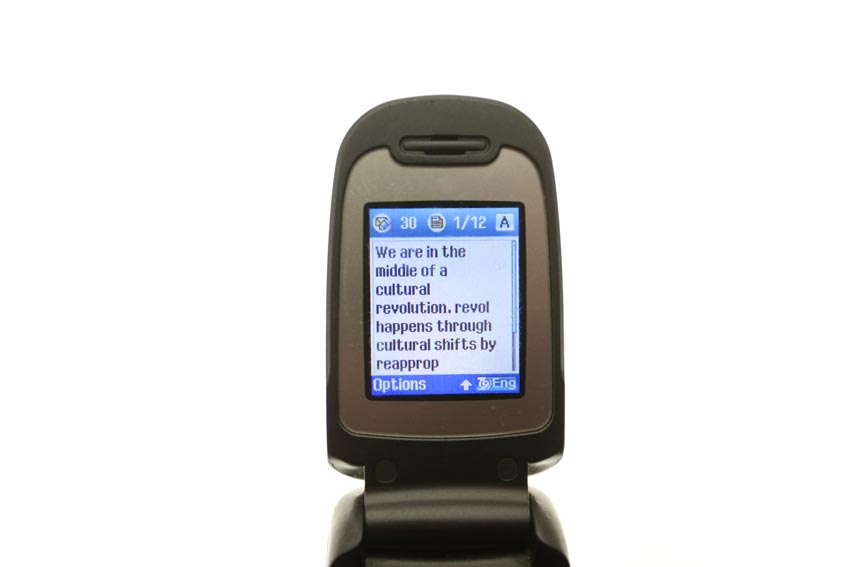 30 1/12 A
We are in the
middle of a
cultural
revolution. revol
happens through
cultural shifts by
reapprop
Options Eng